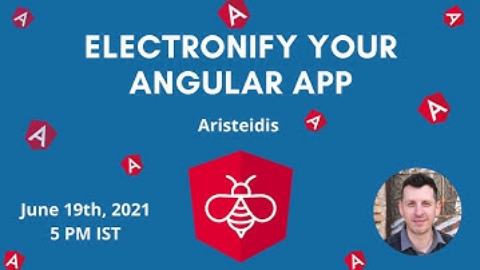 ELECTRONIFY YOUR
ANGULAR APP
Aristeidis
June 19th, 2021
5 PM IST